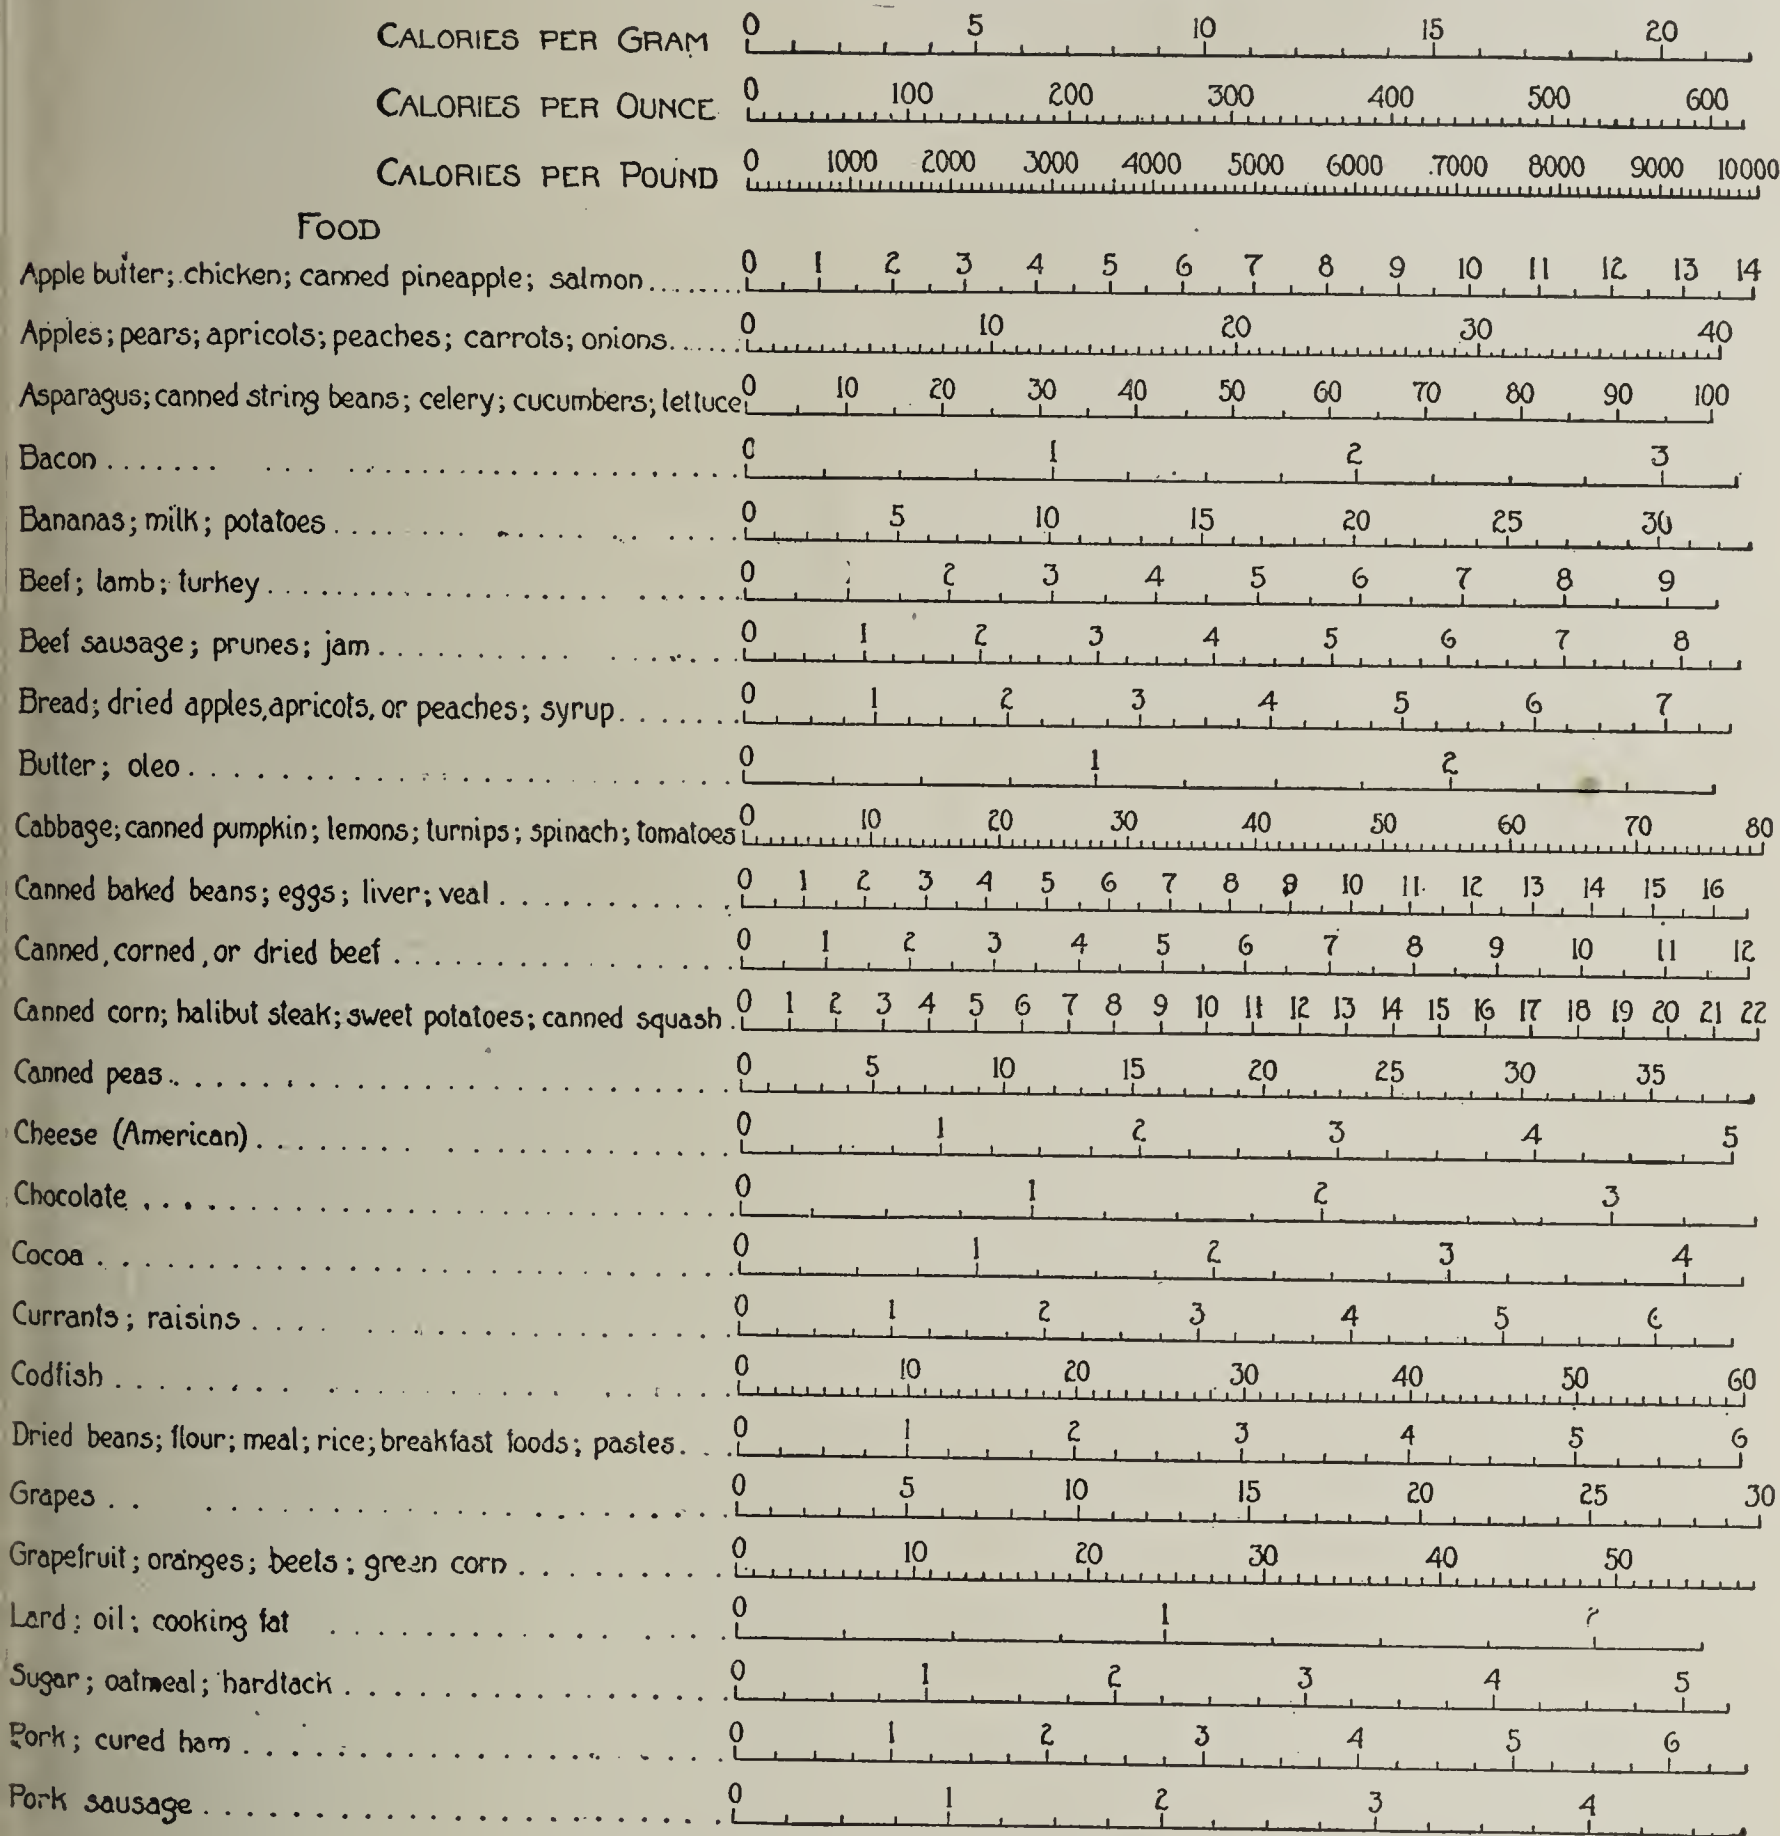 CALORIES PER GRAM 0 5 10 15 20
CALORIES PER OUNCE 0 100 200 300 400 500 600
CALORIES PER POUND 0 1000 2000 3000 4000 5000 6000 7000 8000 9000 10000
FOOD
Apple butter; chicken; canned pineapple; salmon....... 0 1 2 3 4 5 6 7 8 9 10 11 12 13 14
Apples; pears; apricots; peaches; carrots; onions...... 0 10 20 30 40
Asparagus; canned string beans; celery; cucumbers; lettuce 0 10 20 30 40 50 60 70 80 90 100
Bacon....... 0 1 2 3
Bananas; milk; potatoes....... 0 5 10 15 20 25 30
Beef; lamb; turkey....... 0 2 3 4 5 6 7 8 9
Beef sausage; prunes; jam....... 0 1 2 3 4 5 6 7 8
Bread; dried apples, apricots, or peaches; syrup....... 0 1 2 3 4 5 6 7
Butter; oleo....... 0 1 2
Cabbage; canned pumpkin; lemons; turnips; spinach; tomatoes 0 10 20 30 40 50 60 70 80
Canned baked beans; eggs; liver; veal....... 0 1 2 3 4 5 6 7 8 9 10 11 12 13 14 15 16
Canned, corned, or dried beef....... 0 1 2 3 4 5 6 7 8 9 10 11 12
Canned corn; halibut steak; sweet potatoes; canned squash. 0 1 2 3 4 5 6 7 8 9 10 11 12 13 14 15 16 17 18 19 20 21 22
Canned peas....... 0 5 10 15 20 25 30 35
Cheese (American)....... 0 1 2 3 4 5
Chocolate....... 0 1 2 3
Cocoa....... 0 1 2 3 4
Currants; raisins....... 0 1 2 3 4 5 6
Codfish....... 0 10 20 30 40 50 60
Dried beans; flour; meal; rice; breakfast foods; pastes... 0 1 2 3 4 5 6
Grapes....... 0 5 10 15 20 25 30
Grapefruit; oranges; beets; green corn....... 0 10 20 30 40 50
Lard; oil; cooking fat....... 0 1 2
Sugar; oatmeal; hardtack....... 0 1 2 3 4 5
Pork; cured ham....... 0 1 2 3 4 5 6
Pork sausage....... 0 1 2 3 4